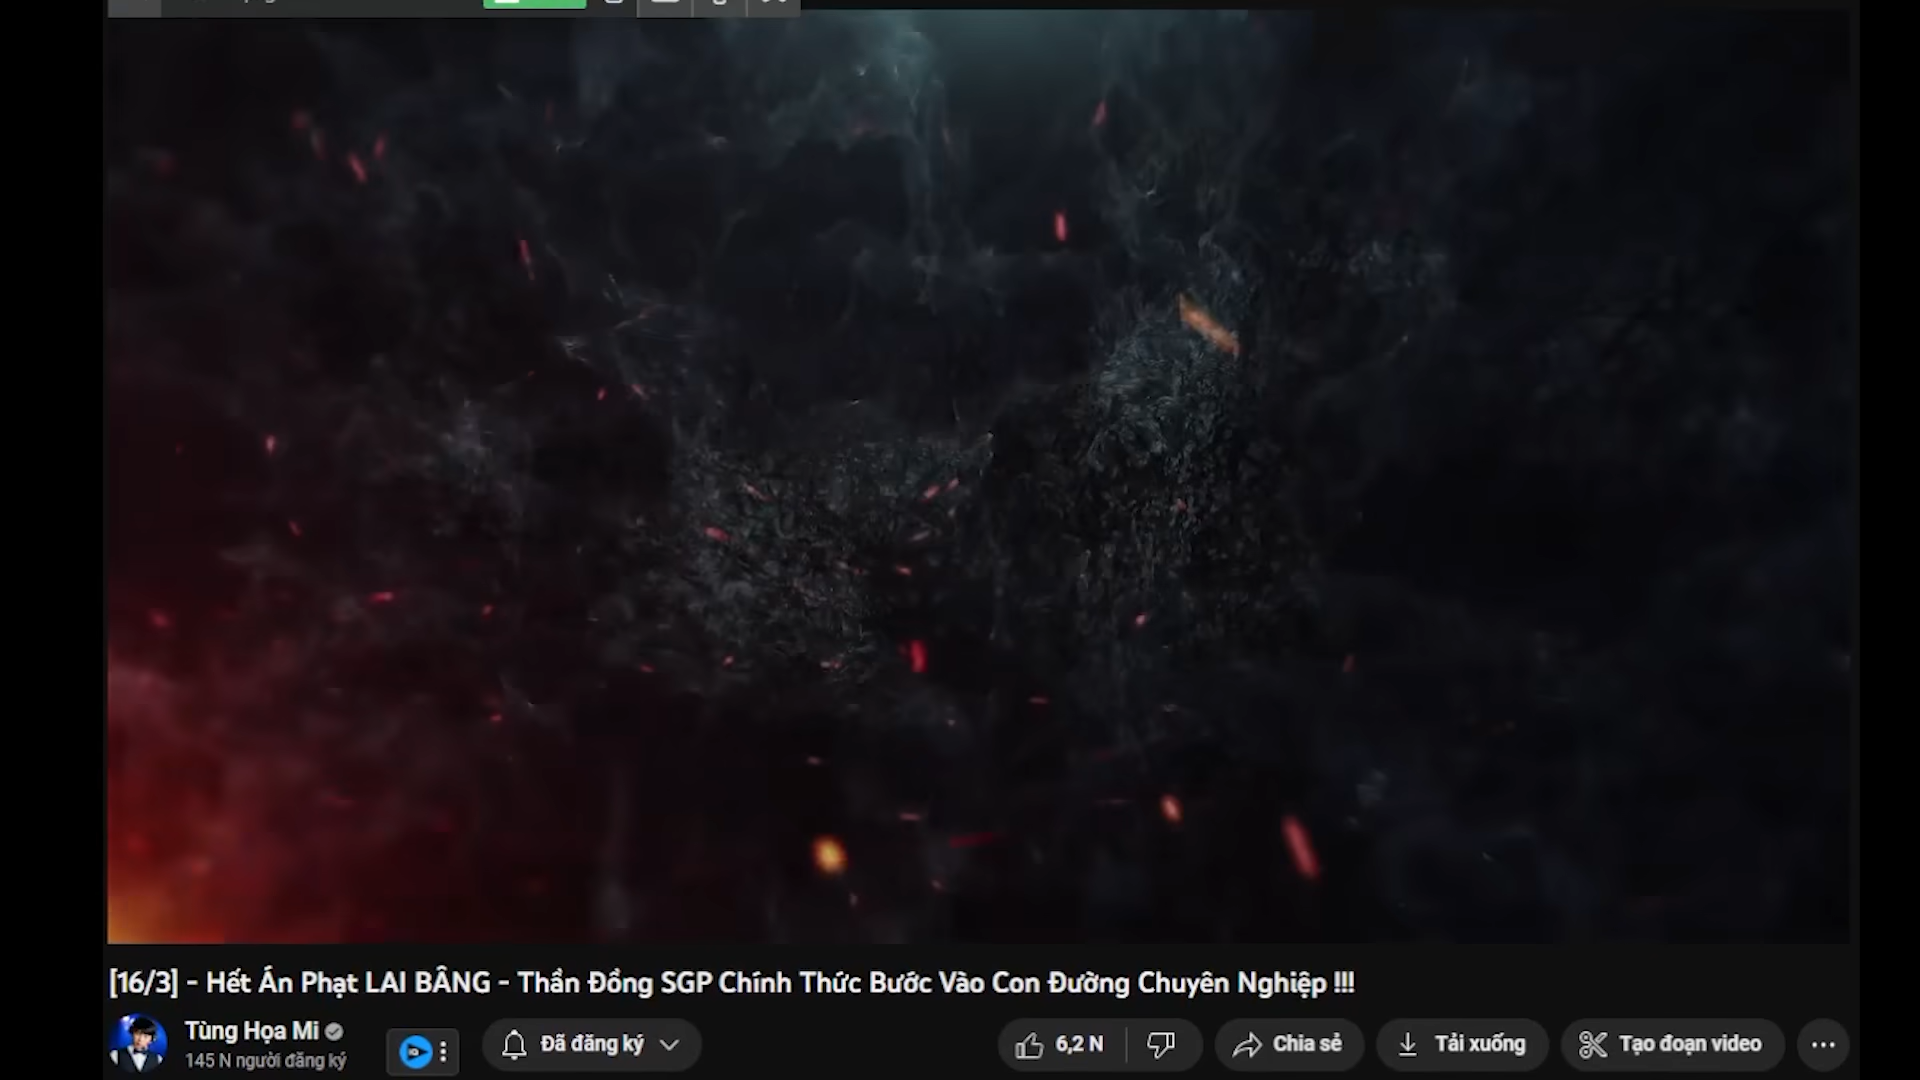 [16/3] - Hết Án Phạt LAI BÂNG - Thần Đồng SGP Chính Thức Bước Vào Con Đường Chuyên Nghiệp !!!
Tùng Họa Mi
145 N người đăng ký
Đã đăng ký
6,2 N
Chia sẻ
Tải xuống
Tạo đoạn video